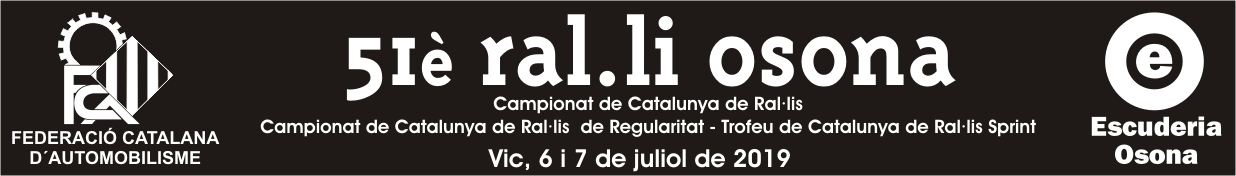 FCA
FEDERACIÓ CATALANA
D´AUTOMOBILISME
51è ral.li osona
Campionat de Catalunya de Ral·lis
Campionat de Catalunya de Ral·lis de Regularitat - Trofeu de Catalunya de Ral·lis Sprint
Vic, 6 i 7 de juliol de 2019
e
Escuderia
Osona